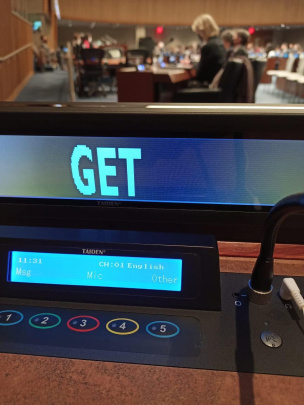 GET
TAIDEN
TAIDEN
11:31 CH:01 English
Msg Mic Other
1 2 3 4 5